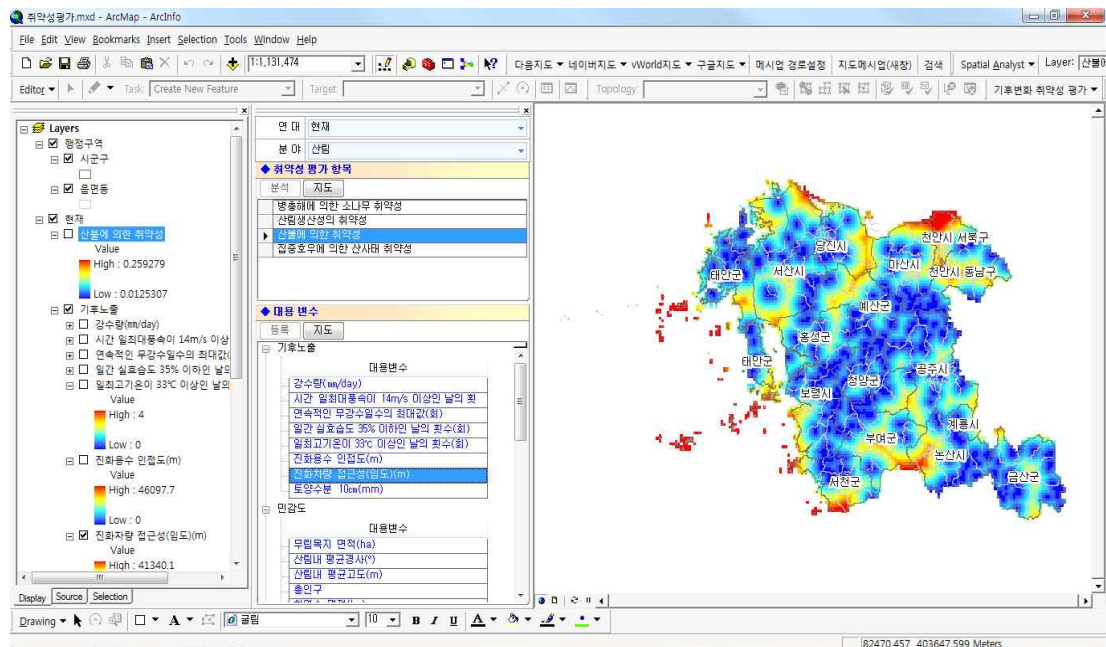 취약성평가.mxd - ArcMap - ArcInfo
File Edit View Bookmarks Insert Selection Tools Window Help
1:1,131,474 다음지도 네이버지도 vWorld지도 구글지도 메시업 경로설정 지도메시업(새창) 검색 Spatial Analyst Layer: 산불에
Editor Task: Create New Feature Target: Topology: 기후변화 취약성 평가
Layers
행정구역
시군구
읍면동
현재
산불에 의한 취약성
Value
High : 0.259279
Low : 0.0125307
기후노출
강수량(mm/day)
시간 일최대풍속이 14m/s 이상
연속적인 무강수일수의 최대값(
일간 실효습도 35% 이하인 날의
일최고기온이 33℃ 이상인 날의
Value
High : 4
Low : 0
진화용수 인접도(m)
Value
High : 46097.7
Low : 0
진화차량 접근성(임도)(m)
Value
High : 41340.1
Display Source Selection
연 대 현재
분 야 산림
◆ 취약성 평가 항목
분석 지도
병충해에 의한 소나무 취약성
산림생산성의 취약성
산불에 의한 취약성
집중호우에 의한 산사태 취약성
◆ 대용 변수
등록 지도
기후노출
대용변수
강수량(mm/day)
시간 일최대풍속이 14m/s 이상인 날의 횟
연속적인 무강수일수의 최대값(회)
일간 실효습도 35% 이하인 날의 횟수(회)
일최고기온이 33℃ 이상인 날의 횟수(회)
진화용수 인접도(m)
진화차량 접근성(임도)(m)
토양수분 10cm(mm)
민감도
대용변수
무립목지 면적(ha)
산림내 평균경사(º)
산림내 평균고도(m)
총인구
당진시
천안시 서북구
아산시
천안시 동남구
서산시
태안군
예산군
홍성군
태안군
공주시
청양군
보령시
계룡시
부여군
논산시
서천군
금산군
Drawing 굴림 10 B I U A
82470.457 403647.599 Meters